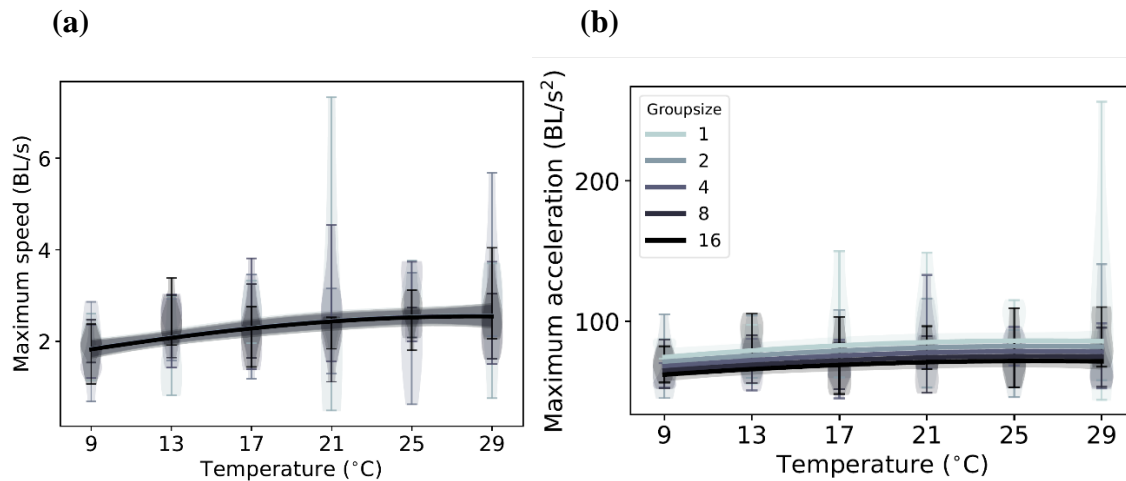 (a)
(b)
Maximum speed (BL/s)
6
4
2
9 13 17 21 25 29
Temperature (°C)
Maximum acceleration (BL/s²)
200
100
Groupsize
1
2
4
8
16
9 13 17 21 25 29
Temperature (°C)